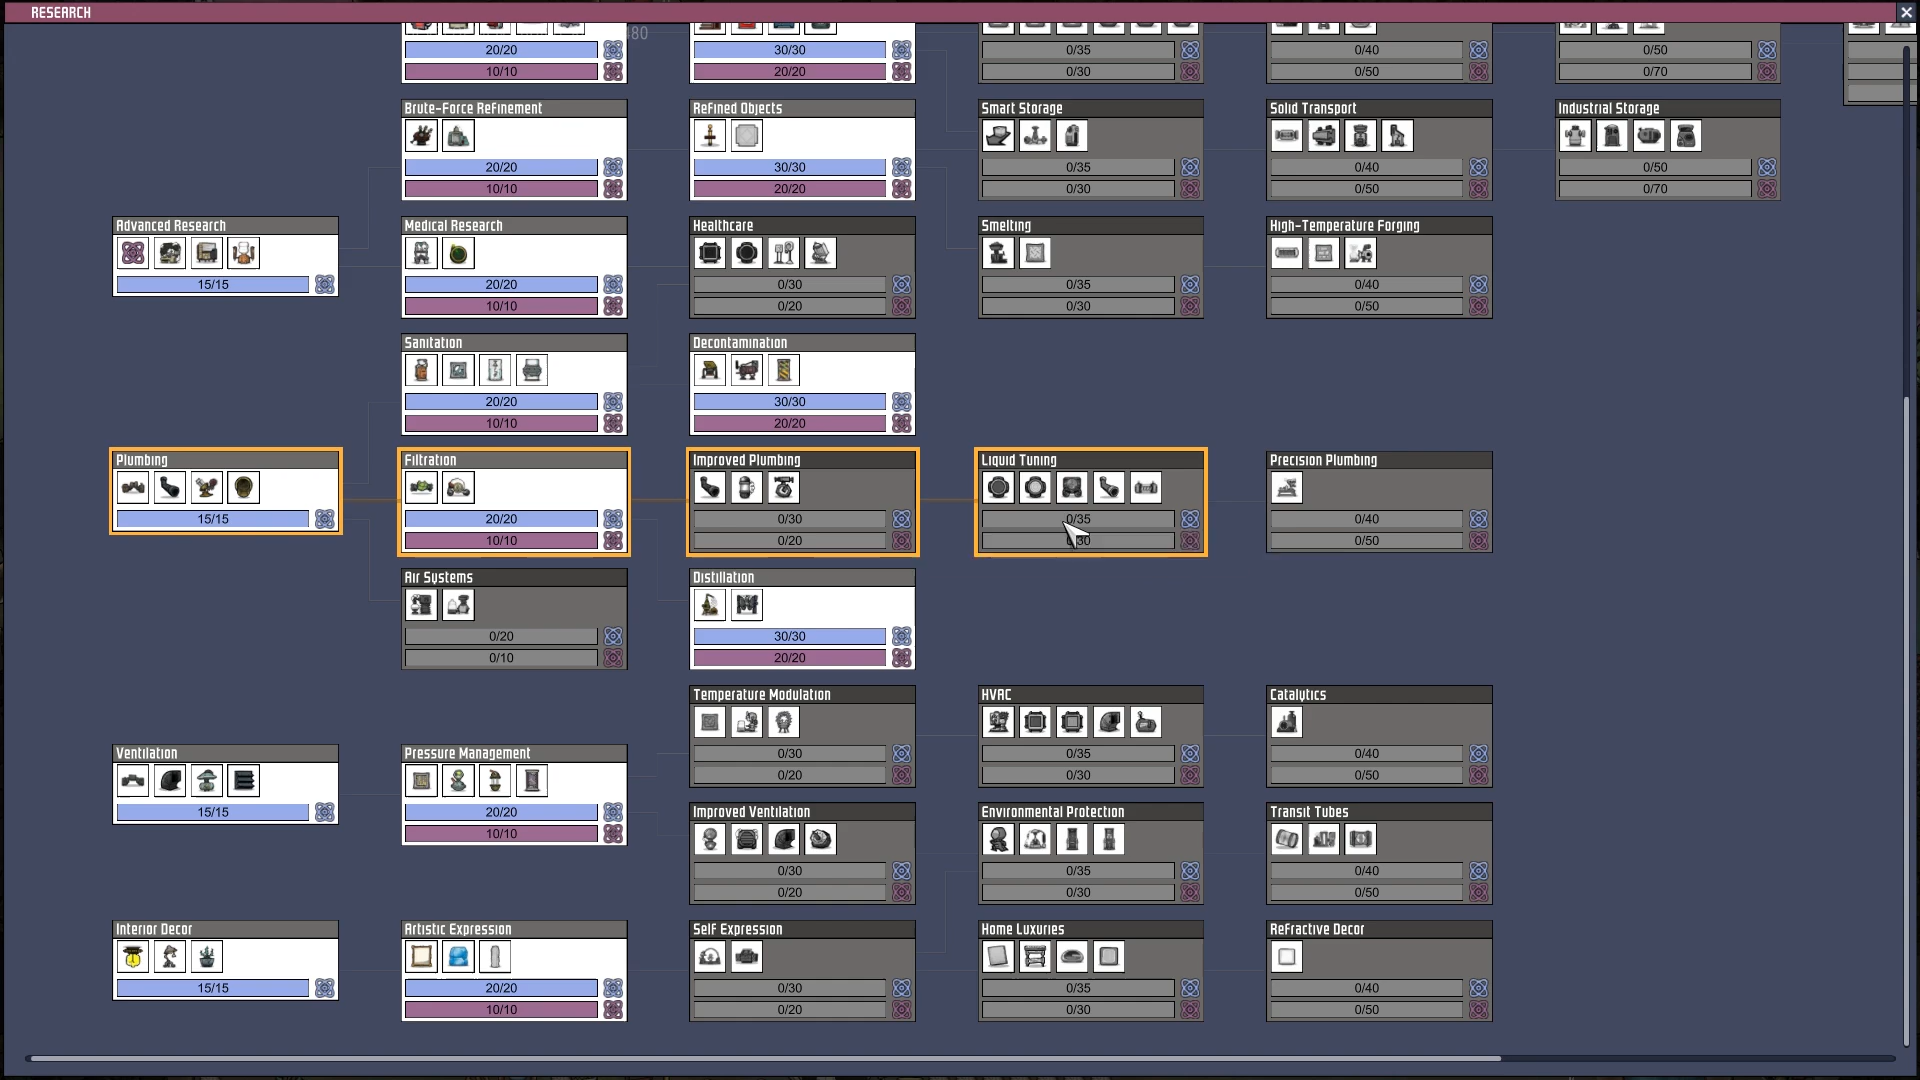 RESEARCH
20/20
30/30
0/35
0/40
0/50
10/10
20/20
0/30
0/50
0/70
Brute-Force Refinement
Refined Objects
Smart Storage
Solid Transport
Industrial Storage
20/20
30/30
0/35
0/40
0/50
10/10
20/20
0/30
0/50
0/70
Advanced Research
Medical Research
Healthcare
Smelting
High-Temperature Forging
15/15
20/20
0/30
0/35
0/40
10/10
0/20
0/30
0/50
Sanitation
Decontamination
20/20
30/30
10/10
20/20
Plumbing
Filtration
Improved Plumbing
Liquid Tuning
Precision Plumbing
15/15
20/20
0/30
0/35
0/40
10/10
0/20
0/30
0/50
Air Systems
Distillation
0/20
30/30
0/10
20/20
Temperature Modulation
HVAC
Catalytics
0/30
0/35
0/40
0/20
0/30
0/50
Ventilation
Pressure Management
15/15
20/20
10/10
Improved Ventilation
Environmental Protection
Transit Tubes
0/30
0/35
0/40
0/20
0/30
0/50
Interior Decor
Artistic Expression
Self Expression
Home Luxuries
Refractive Decor
15/15
20/20
0/30
0/35
0/40
10/10
0/20
0/30
0/50